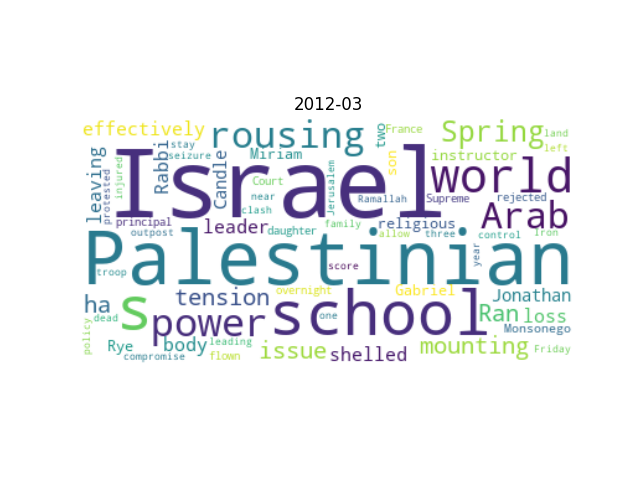 2012-03
effectively
rousing
two
France
Spring
land
left
stay
seizure
Rabbi
Candle
Miriam
son
instructor
world
leaving
injured
protested
Israel
Court
near
clash
Jerusalem
Ramallah
Supreme
rejected
Arab
principal
outpost
leader
daughter
family
allow
religious
three
control
Iron
Palestinian
troop
score
year
ha
s
tension
overnight
Gabriel
Jonathan
power
school
one
Ran
loss
Monsonego
policy
dead
Rye
compromise
body
flown
leading
issue
shelled
mounting
Friday